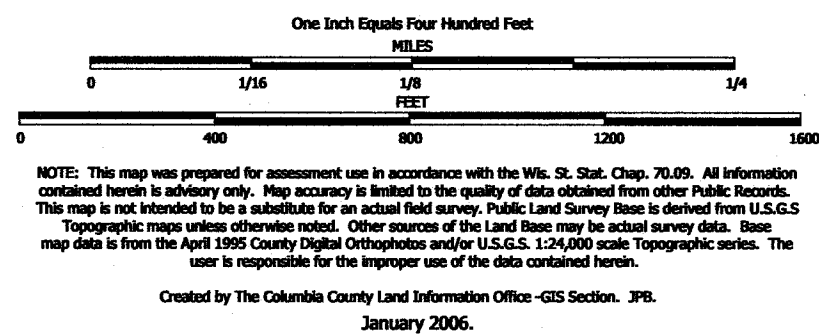 One Inch Equals Four Hundred Feet
MILES
0 1/16 1/8 1/4
FEET
0 400 800 1200 1600
NOTE: This map was prepared for assessment use in accordance with the Wis. St. Stat. Chap. 70.09. All information
contained herein is advisory only. Map accuracy is limited to the quality of data obtained from other Public Records.
This map is not intended to be a substitute for an actual field survey. Public Land Survey Base is derived from U.S.G.S
Topographic maps unless otherwise noted. Other sources of the Land Base may be actual survey data. Base
map data is from the April 1995 County Digital Orthophotos and/or U.S.G.S. 1:24,000 scale Topographic series. The
user is responsible for the improper use of the data contained herein.
Created by The Columbia County Land Information Office -GIS Section. JPB.
January 2006.